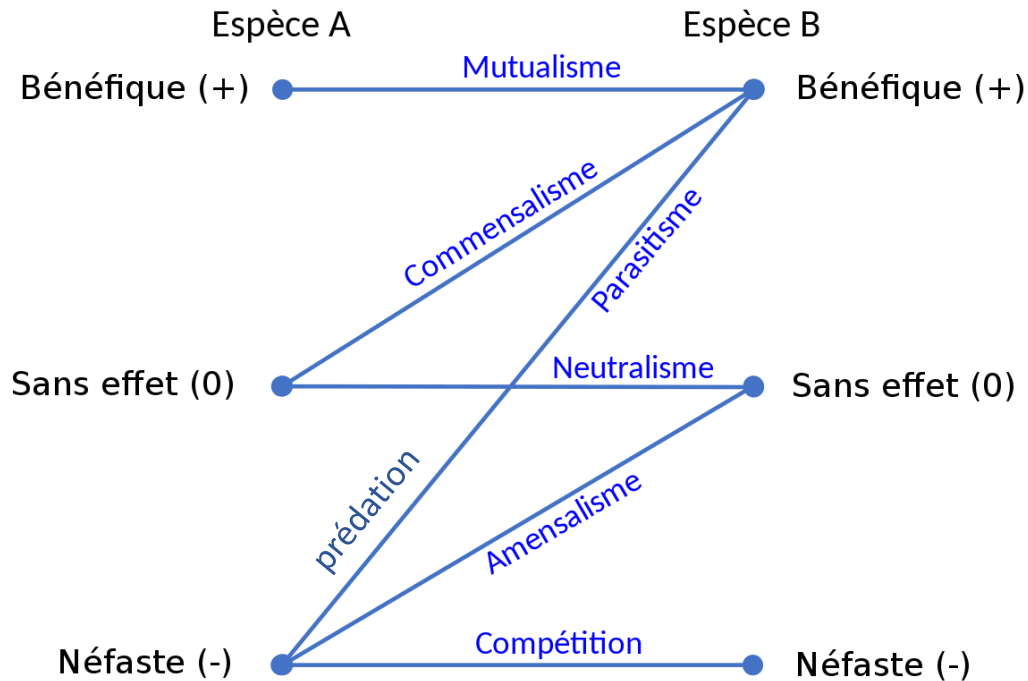 Espèce A
Espèce B
Bénéfique (+)
Mutualisme
Bénéfique (+)
Commensalisme
Parasitisme
Sans effet (0)
Neutralisme
Sans effet (0)
prédation
Amensalisme
Néfaste (-)
Compétition
Néfaste (-)